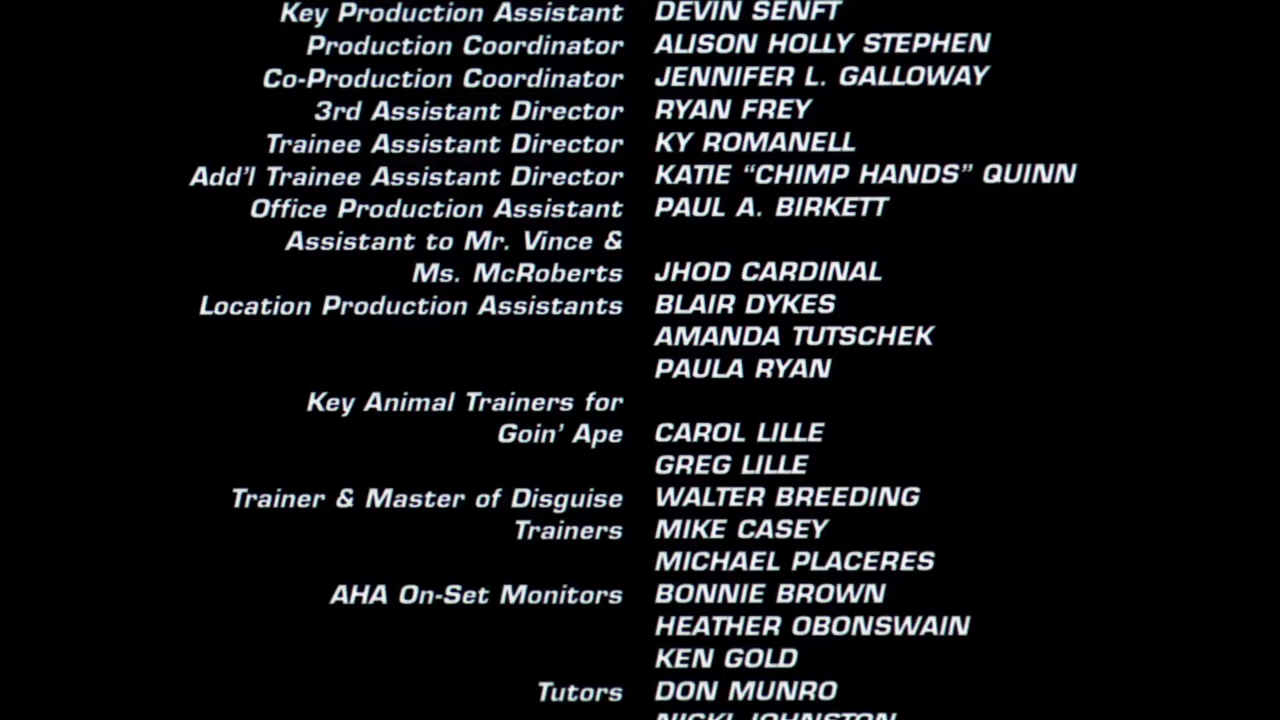 Key Production Assistant DEVIN SENFT
Production Coordinator ALISON HOLLY STEPHEN
Co-Production Coordinator JENNIFER L. GALLOWAY
3rd Assistant Director RYAN FREY
Trainee Assistant Director KY ROMANELL
Add'l Trainee Assistant Director KATIE “CHIMP HANDS” QUINN
Office Production Assistant PAUL A. BIRKETT
Assistant to Mr. Vince &
Ms. McRoberts JHOD CARDINAL
Location Production Assistants BLAIR DYKES
AMANDA TUTSCHEK
PAULA RYAN
Key Animal Trainers for
Goin' Ape CAROL LILLE
GREG LILLE
Trainer & Master of Disguise WALTER BREEDING
Trainers MIKE CASEY
MICHAEL PLACERES
AHA On-Set Monitors BONNIE BROWN
HEATHER OBONSWAIN
KEN GOLD
Tutors DON MUNRO
NICKI JOHNSTON